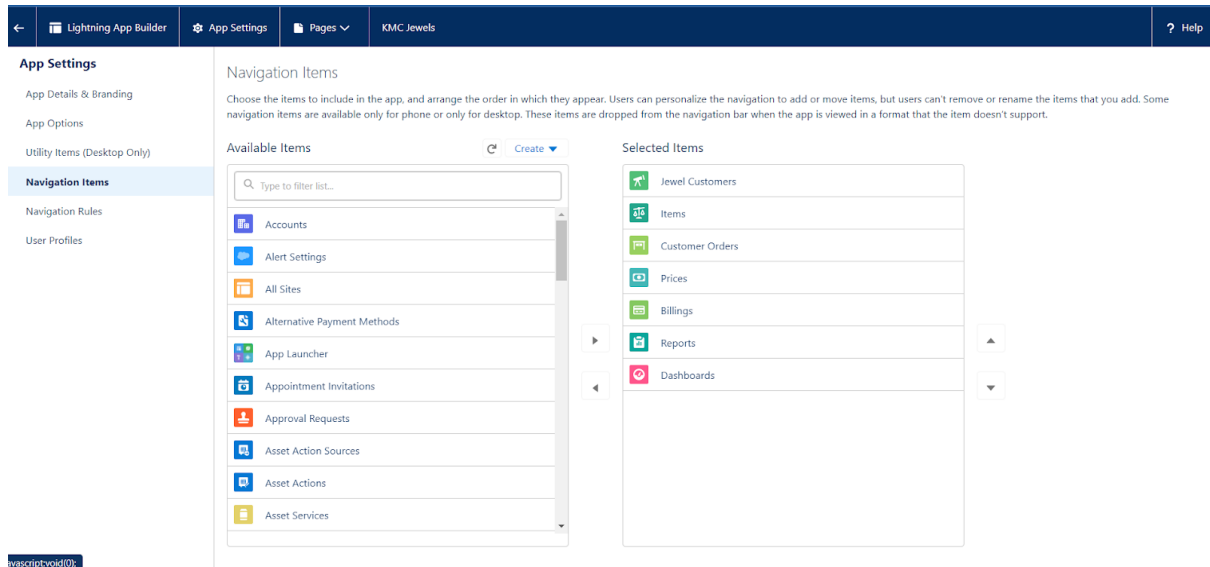 Lightning App Builder
App Settings
Pages
KMC Jewels
? Help
App Settings
App Details & Branding
App Options
Utility Items (Desktop Only)
Navigation Items
Navigation Rules
User Profiles
Navigation Items
Choose the items to include in the app, and arrange the order in which they appear. Users can personalize the navigation to add or move items, but users can't remove or rename the items that you add. Some
navigation items are available only for phone or only for desktop. These items are dropped from the navigation bar when the app is viewed in a format that the item doesn't support.
Available Items
Create
Type to filter list...
Accounts
Alert Settings
All Sites
Alternative Payment Methods
App Launcher
Appointment Invitations
Approval Requests
Asset Action Sources
Asset Actions
Asset Services
Selected Items
Jewel Customers
Items
Customer Orders
Prices
Billings
Reports
Dashboards
avascript:void(0);